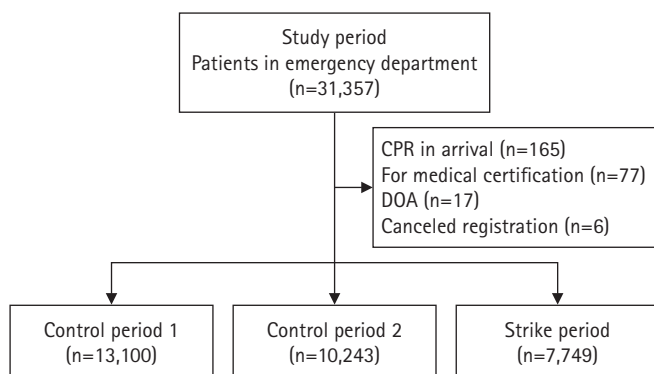 Study period
Patients in emergency department
(n=31,357)
CPR in arrival (n=165)
For medical certification (n=77)
DOA (n=17)
Canceled registration (n=6)
Control period 1
(n=13,100)
Control period 2
(n=10,243)
Strike period
(n=7,749)